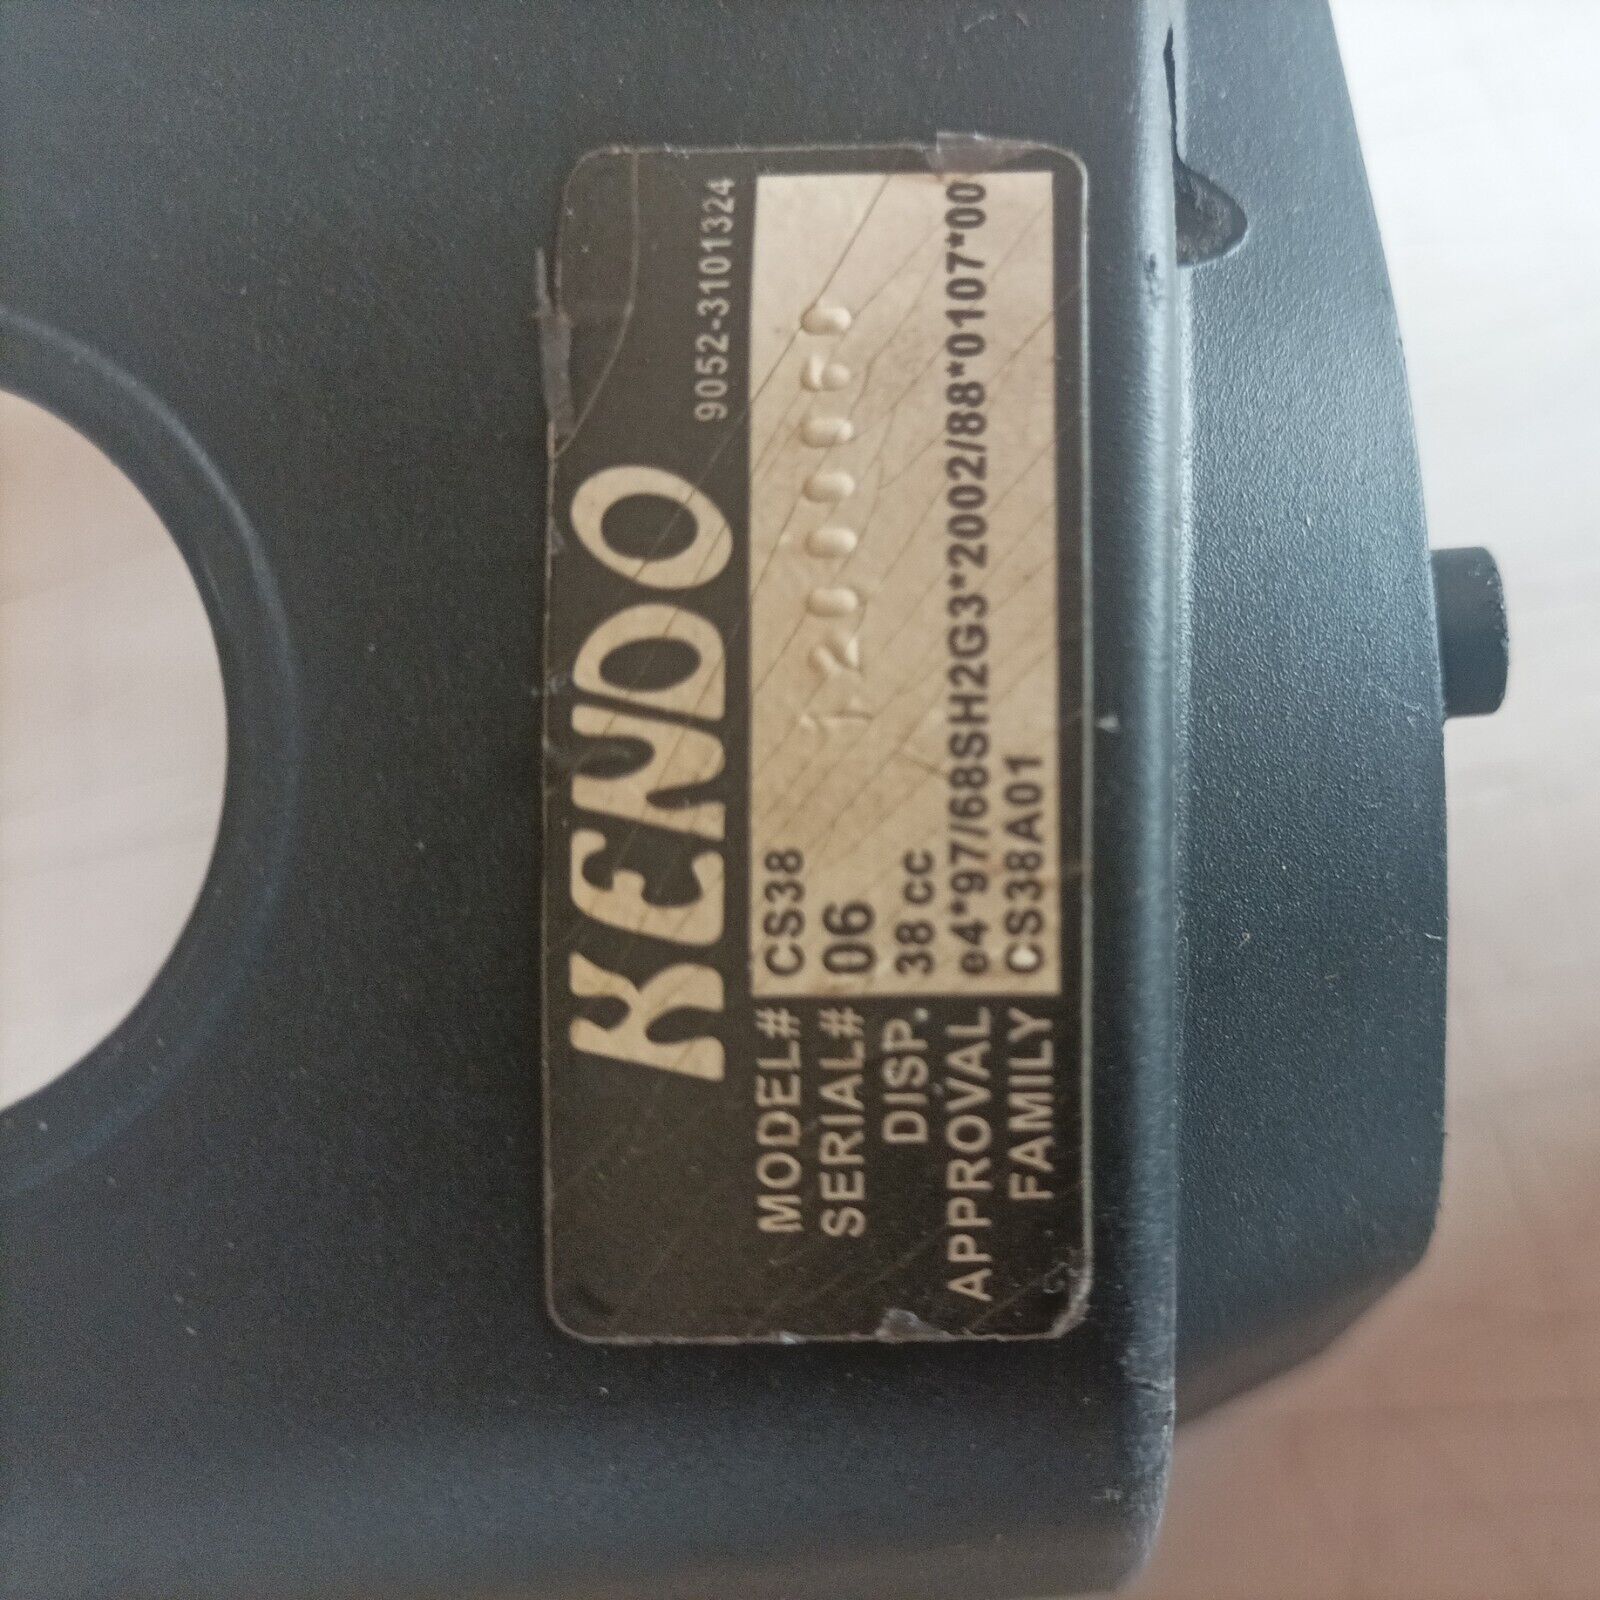 KENDO
9052-3101324
MODEL# CS38
SERIAL# 06
DISP. 38 cc
APPROVAL e4*97/68SH2G3*2002/88*0107*00
FAMILY CS38A01